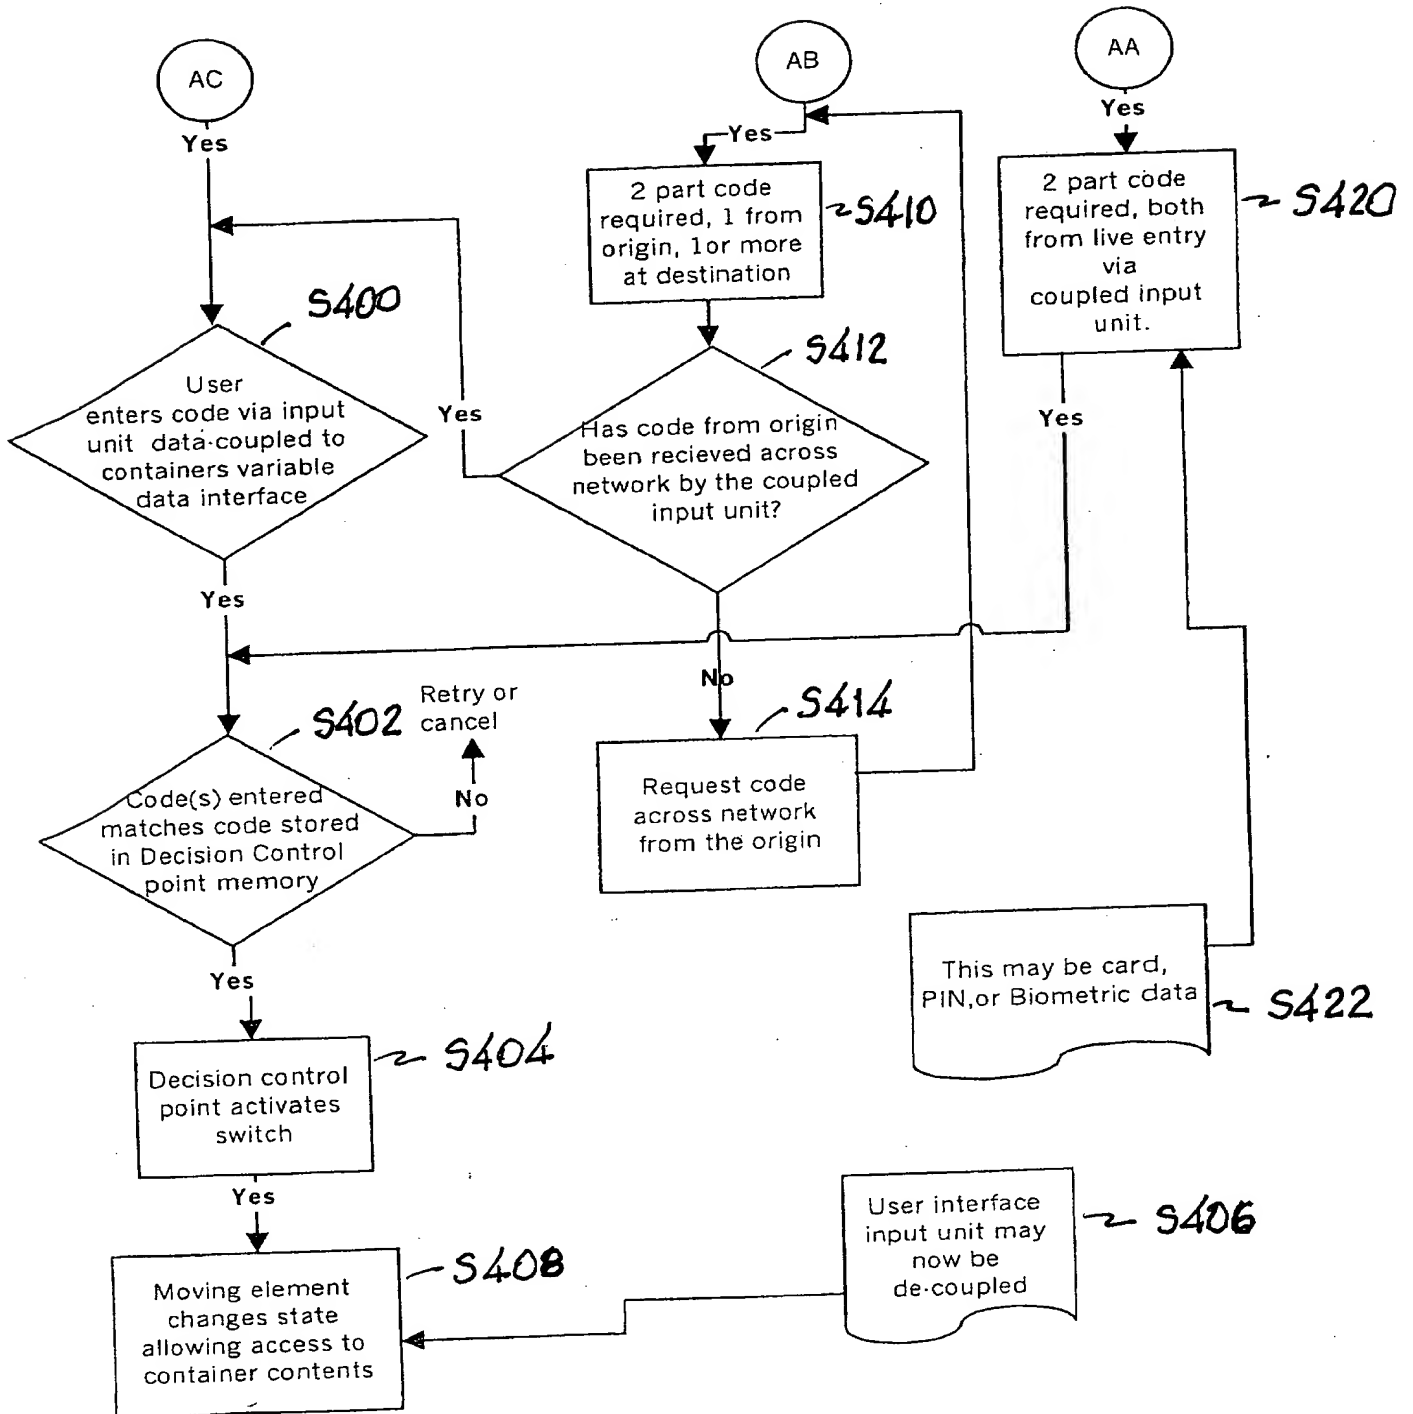 AC
Yes
S400
User
enters code via input
unit data-coupled to
containers variable
data interface
Yes
S402
Code(s) entered
matches code stored
in Decision Control
point memory
No
Retry or
cancel
Yes
S404
Decision control
point activates
switch
Yes
S408
Moving element
changes state
allowing access to
container contents
AB
Yes
2 part code
required, 1 from
origin, 1or more
at destination
S410
S412
Has code from origin
been recieved across
network by the coupled
input unit?
Yes
No
S414
Request code
across network
from the origin
AA
Yes
2 part code
required, both
from live entry
via
coupled input
unit.
S420
Yes
This may be card,
PIN,or Biometric data
S422
User interface
input unit may
now be
de-coupled
S406